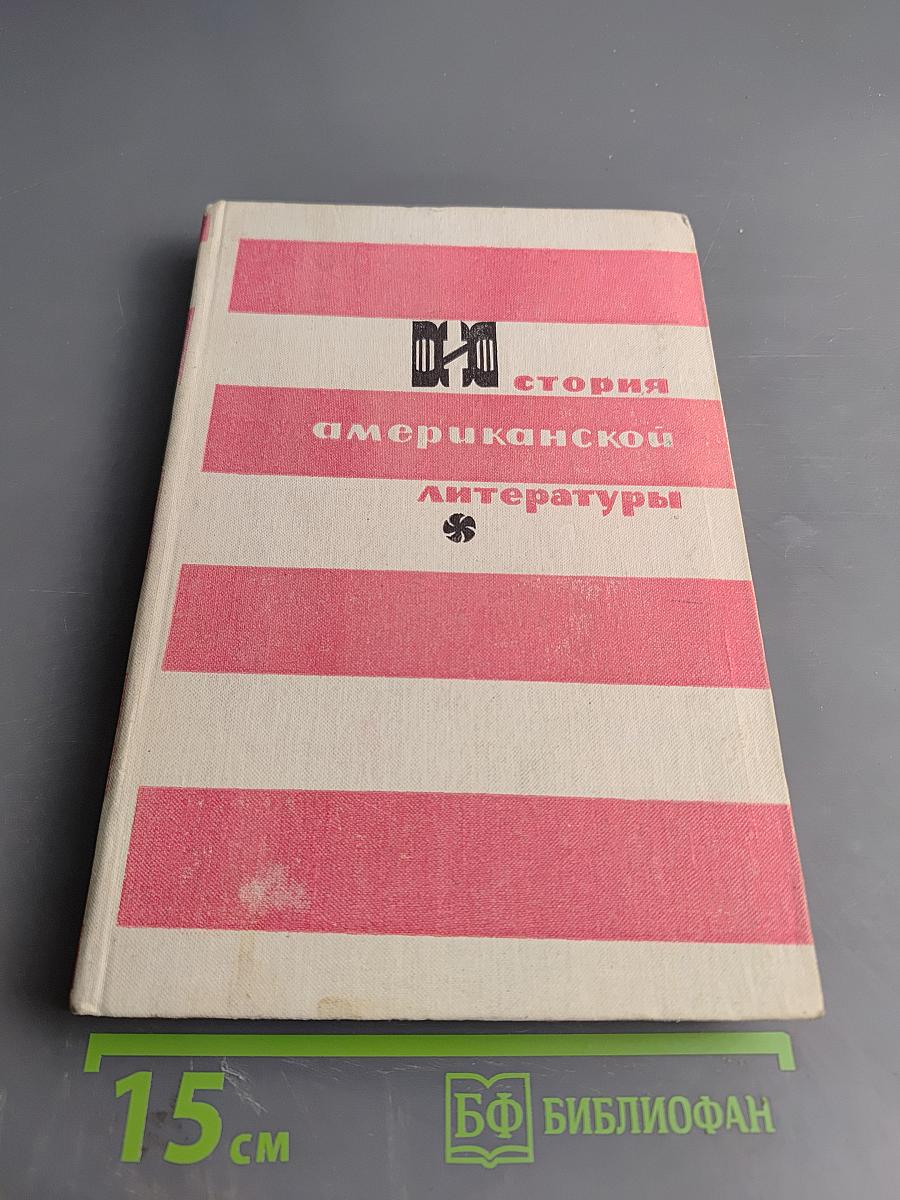 История
американской
литературы
15 см
БФ БИБЛИОФАН